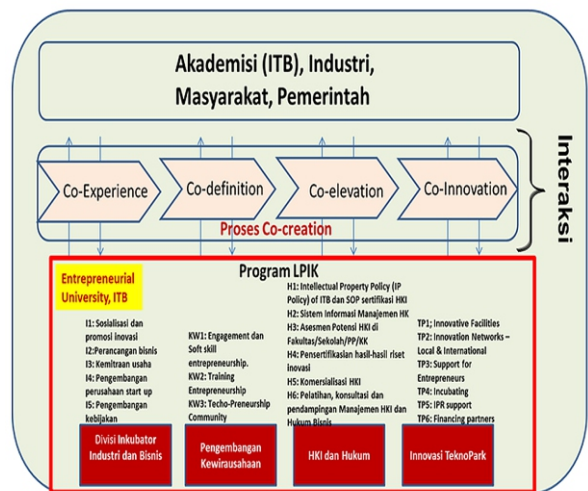 Akademisi (ITB), Industri,
Masyarakat, Pemerintah
Interaksi
Co-Experience
Co-definition
Co-elevation
Co-Innovation
Proses Co-creation
Entrepreneurial
University, ITB
Program LPIK
I1: Sosialisasi dan
promosi inovasi
I2:Perancangan bisnis
I3: Kemitraan usaha
I4: Pengembangan
perusahaan start up
I5: Pengembangan
kebijakan
KW1: Engagement dan
Soft skill
entrepreneurship.
KW2: Training
Entrepreneurship
KW3: Techo-Preneurship
Community
H1: Intellectual Property Policy (IP
Policy) of ITB dan SOP sertifikasi HKI
H2: Sistem Informasi Manajemen HK
H3: Asesmen Potensi HKI di
Fakultas/Sekolah/PP/KK
H4: Pensertifikasian hasil-hasil riset
inovasi
H5: Komersialisasi HKI
H6: Pelatihan, konsultasi dan
pendampingan Manajemen HKI dan
Hukum Bisnis
TP1; Innovative Facilities
TP2: Innovation Networks –
Local & International
TP3: Support for
Entrepreneurs
TP4: Incubating
TP5: IPR support
TP6: Financing partners
Divisi Inkubator
Industri dan Bisnis
Pengembangan
Kewirausahaan
HKI dan Hukum
Innovasi TeknoPark